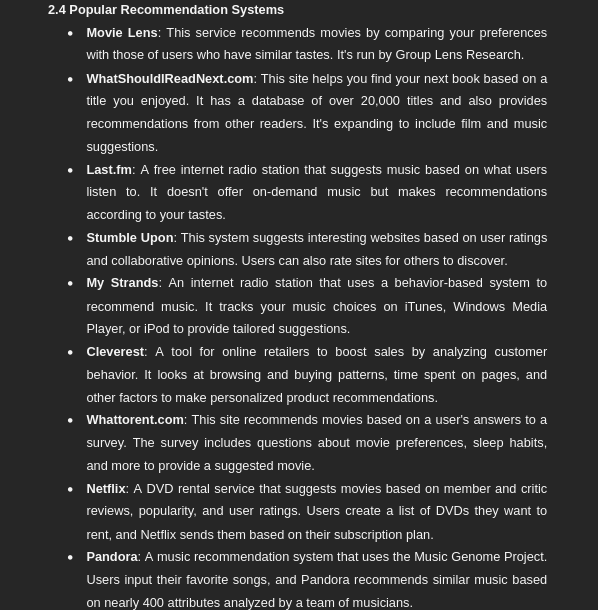 2.4 Popular Recommendation Systems
• Movie Lens: This service recommends movies by comparing your preferences
with those of users who have similar tastes. It's run by Group Lens Research.
• WhatShouldIReadNext.com: This site helps you find your next book based on a
title you enjoyed. It has a database of over 20,000 titles and also provides
recommendations from other readers. It's expanding to include film and music
suggestions.
• Last.fm: A free internet radio station that suggests music based on what users
listen to. It doesn't offer on-demand music but makes recommendations
according to your tastes.
• Stumble Upon: This system suggests interesting websites based on user ratings
and collaborative opinions. Users can also rate sites for others to discover.
• My Strands: An internet radio station that uses a behavior-based system to
recommend music. It tracks your music choices on iTunes, Windows Media
Player, or iPod to provide tailored suggestions.
• Cleverest: A tool for online retailers to boost sales by analyzing customer
behavior. It looks at browsing and buying patterns, time spent on pages, and
other factors to make personalized product recommendations.
• Whattorent.com: This site recommends movies based on a user's answers to a
survey. The survey includes questions about movie preferences, sleep habits,
and more to provide a suggested movie.
• Netflix: A DVD rental service that suggests movies based on member and critic
reviews, popularity, and user ratings. Users create a list of DVDs they want to
rent, and Netflix sends them based on their subscription plan.
• Pandora: A music recommendation system that uses the Music Genome Project.
Users input their favorite songs, and Pandora recommends similar music based
on nearly 400 attributes analyzed by a team of musicians.